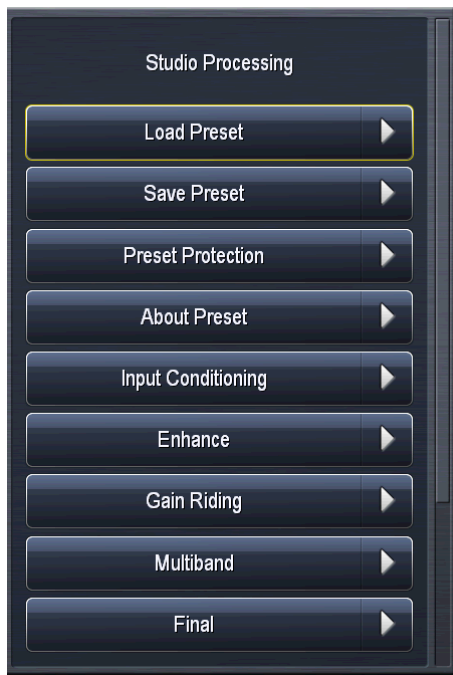 Studio Processing
Load Preset
Save Preset
Preset Protection
About Preset
Input Conditioning
Enhance
Gain Riding
Multiband
Final